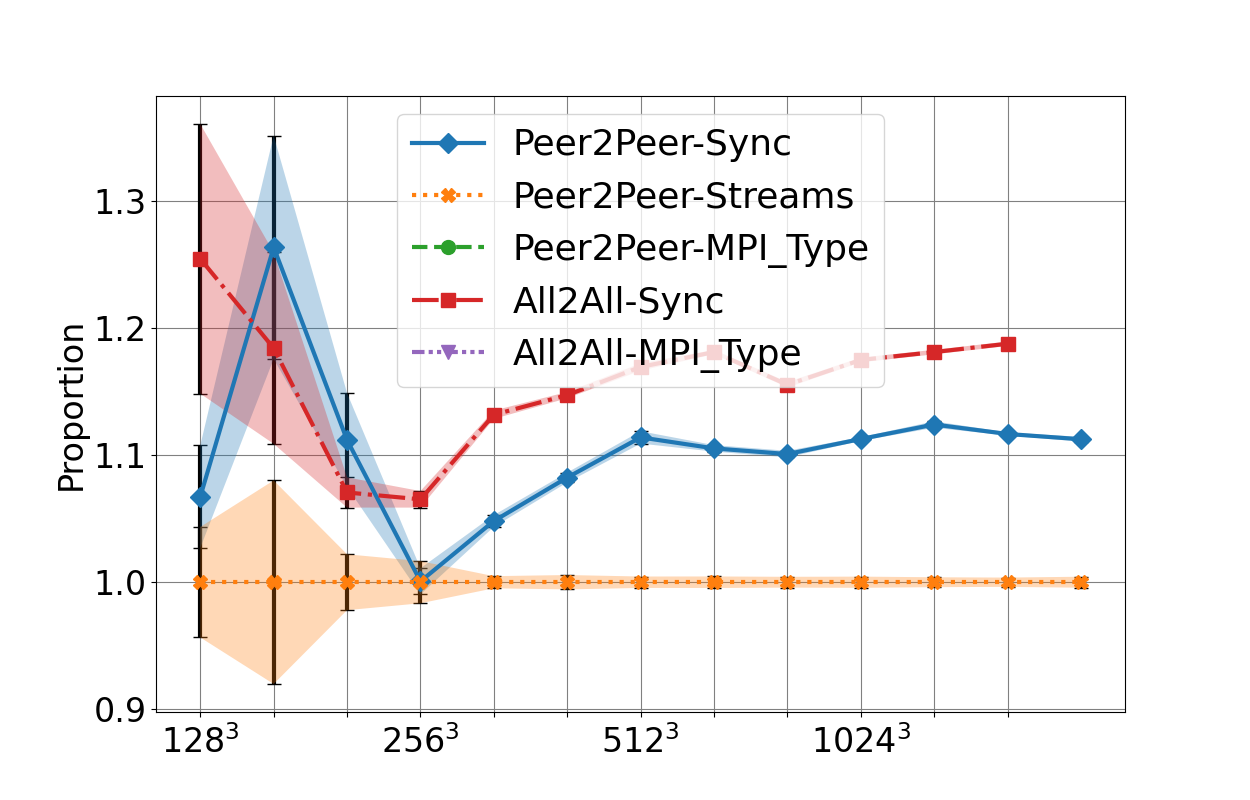 Peer2Peer-Sync
Peer2Peer-Streams
Peer2Peer-MPI_Type
All2All-Sync
All2All-MPI_Type
Proportion
1.3
1.2
1.1
1.0
0.9
128³ 256³ 512³ 1024³